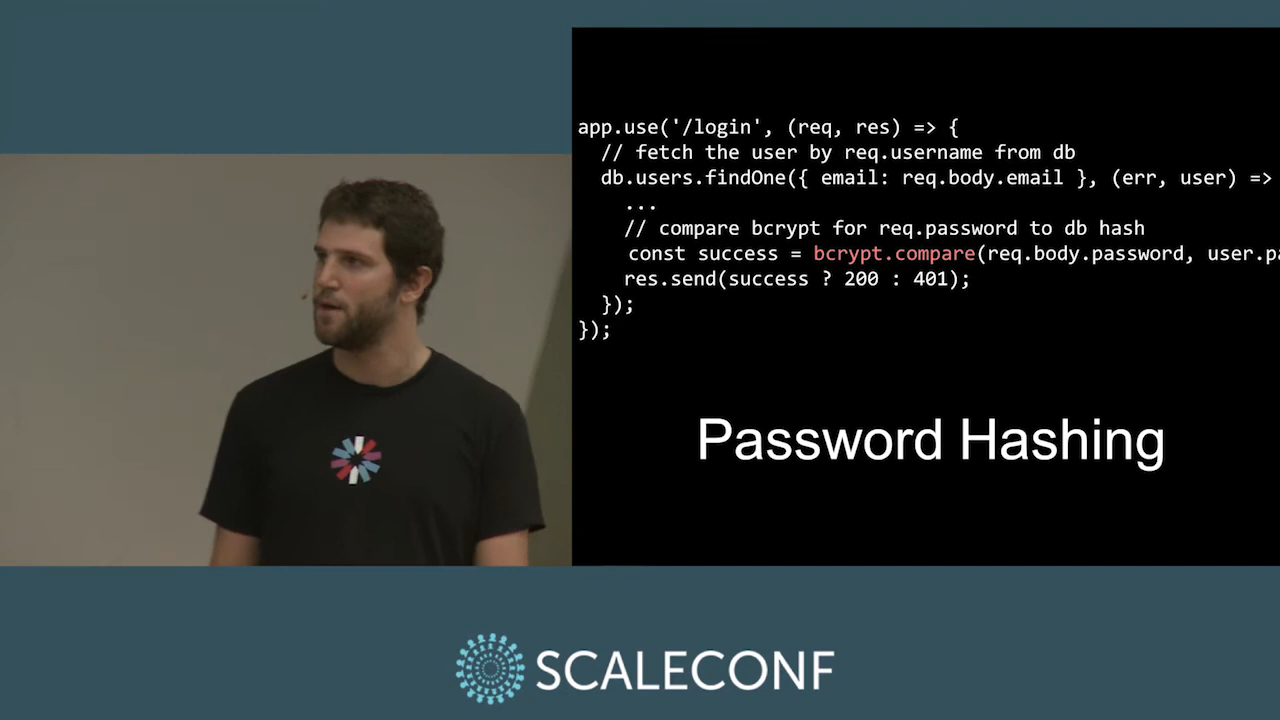 app.use('/login', (req, res) => {
// fetch the user by req.username from db
db.users.findOne({ email: req.body.email }, (err, user) =>
...
// compare bcrypt for req.password to db hash
const success = bcrypt.compare(req.body.password, user.pa
res.send(success ? 200 : 401);
});
});
Password Hashing
SCALECONF